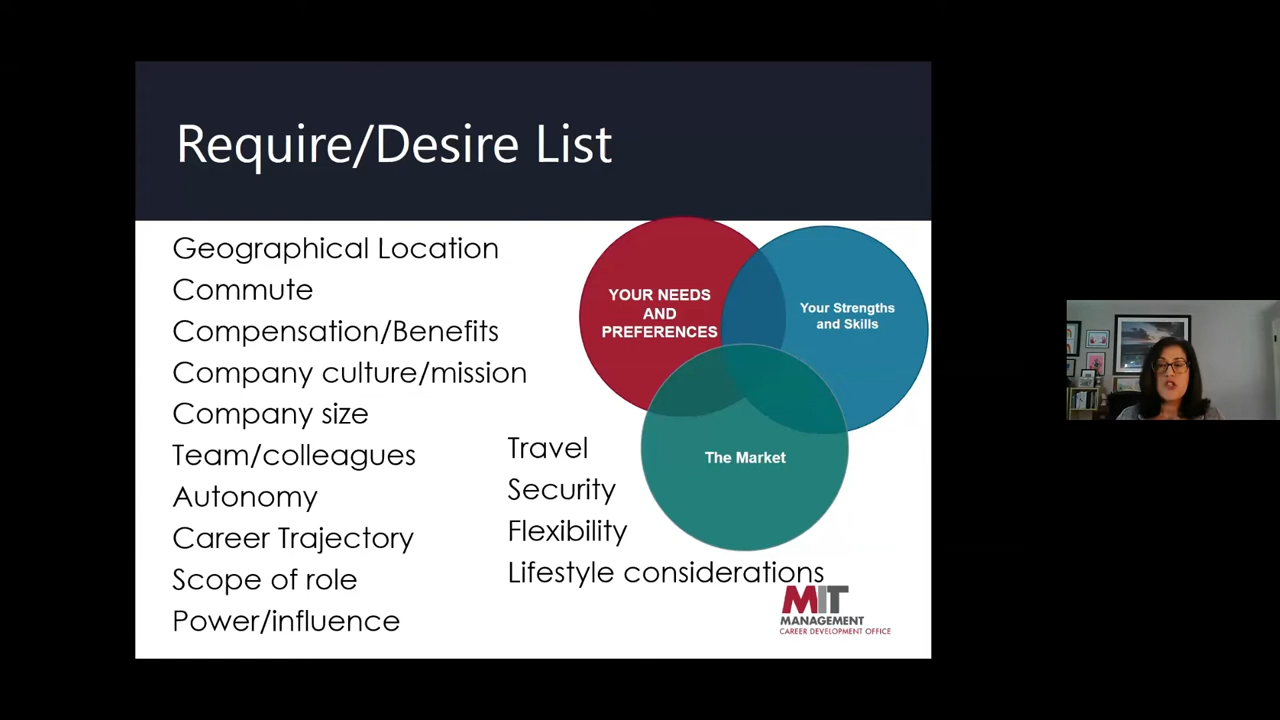 Require/Desire List
Geographical Location
Commute
Compensation/Benefits
Company culture/mission
Company size
Team/colleagues
Autonomy
Career Trajectory
Scope of role
Power/influence
Travel
Security
Flexibility
Lifestyle considerations
YOUR NEEDS
AND
PREFERENCES
Your Strengths
and Skills
The Market
MIT
MANAGEMENT
CAREER DEVELOPMENT OFFICE